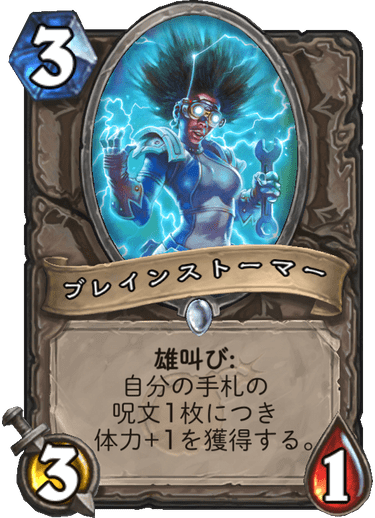 3
ブレインストーマー
雄叫び:
自分の手札の
呪文1枚につき
体力+1を獲得する。
3
1